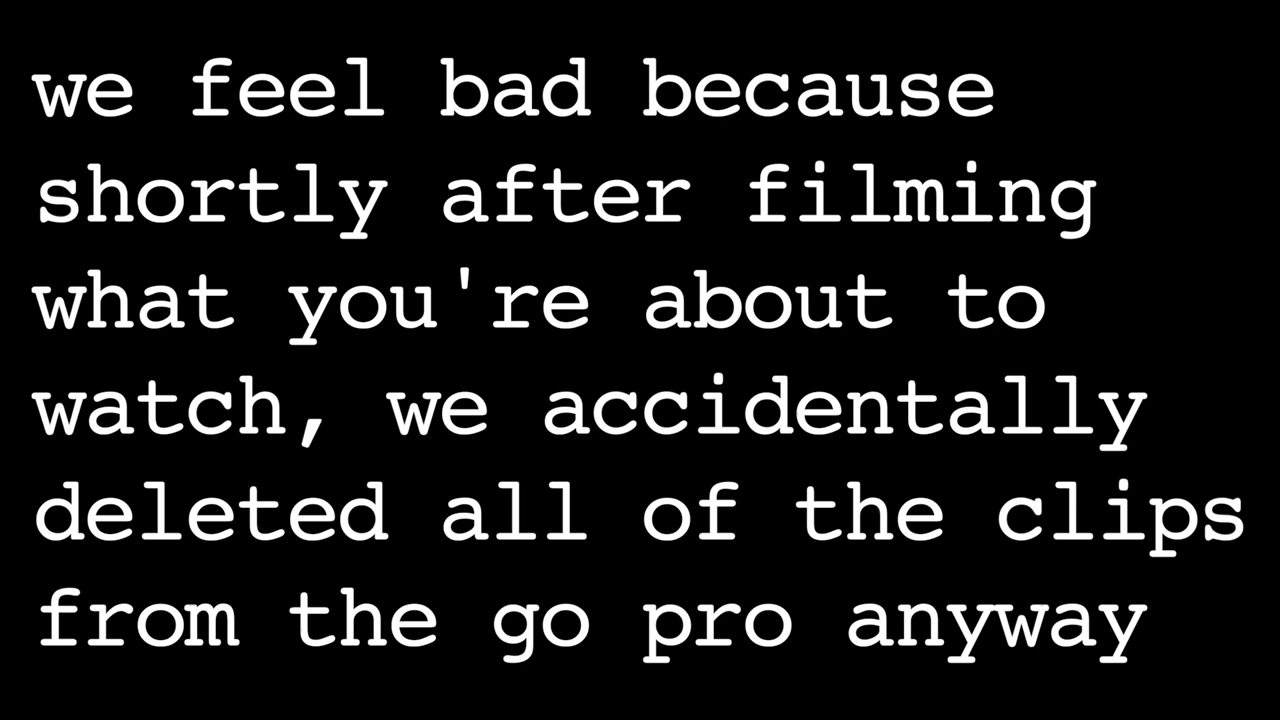 we feel bad because
shortly after filming
what you're about to
watch, we accidentally
deleted all of the clips
from the go pro anyway